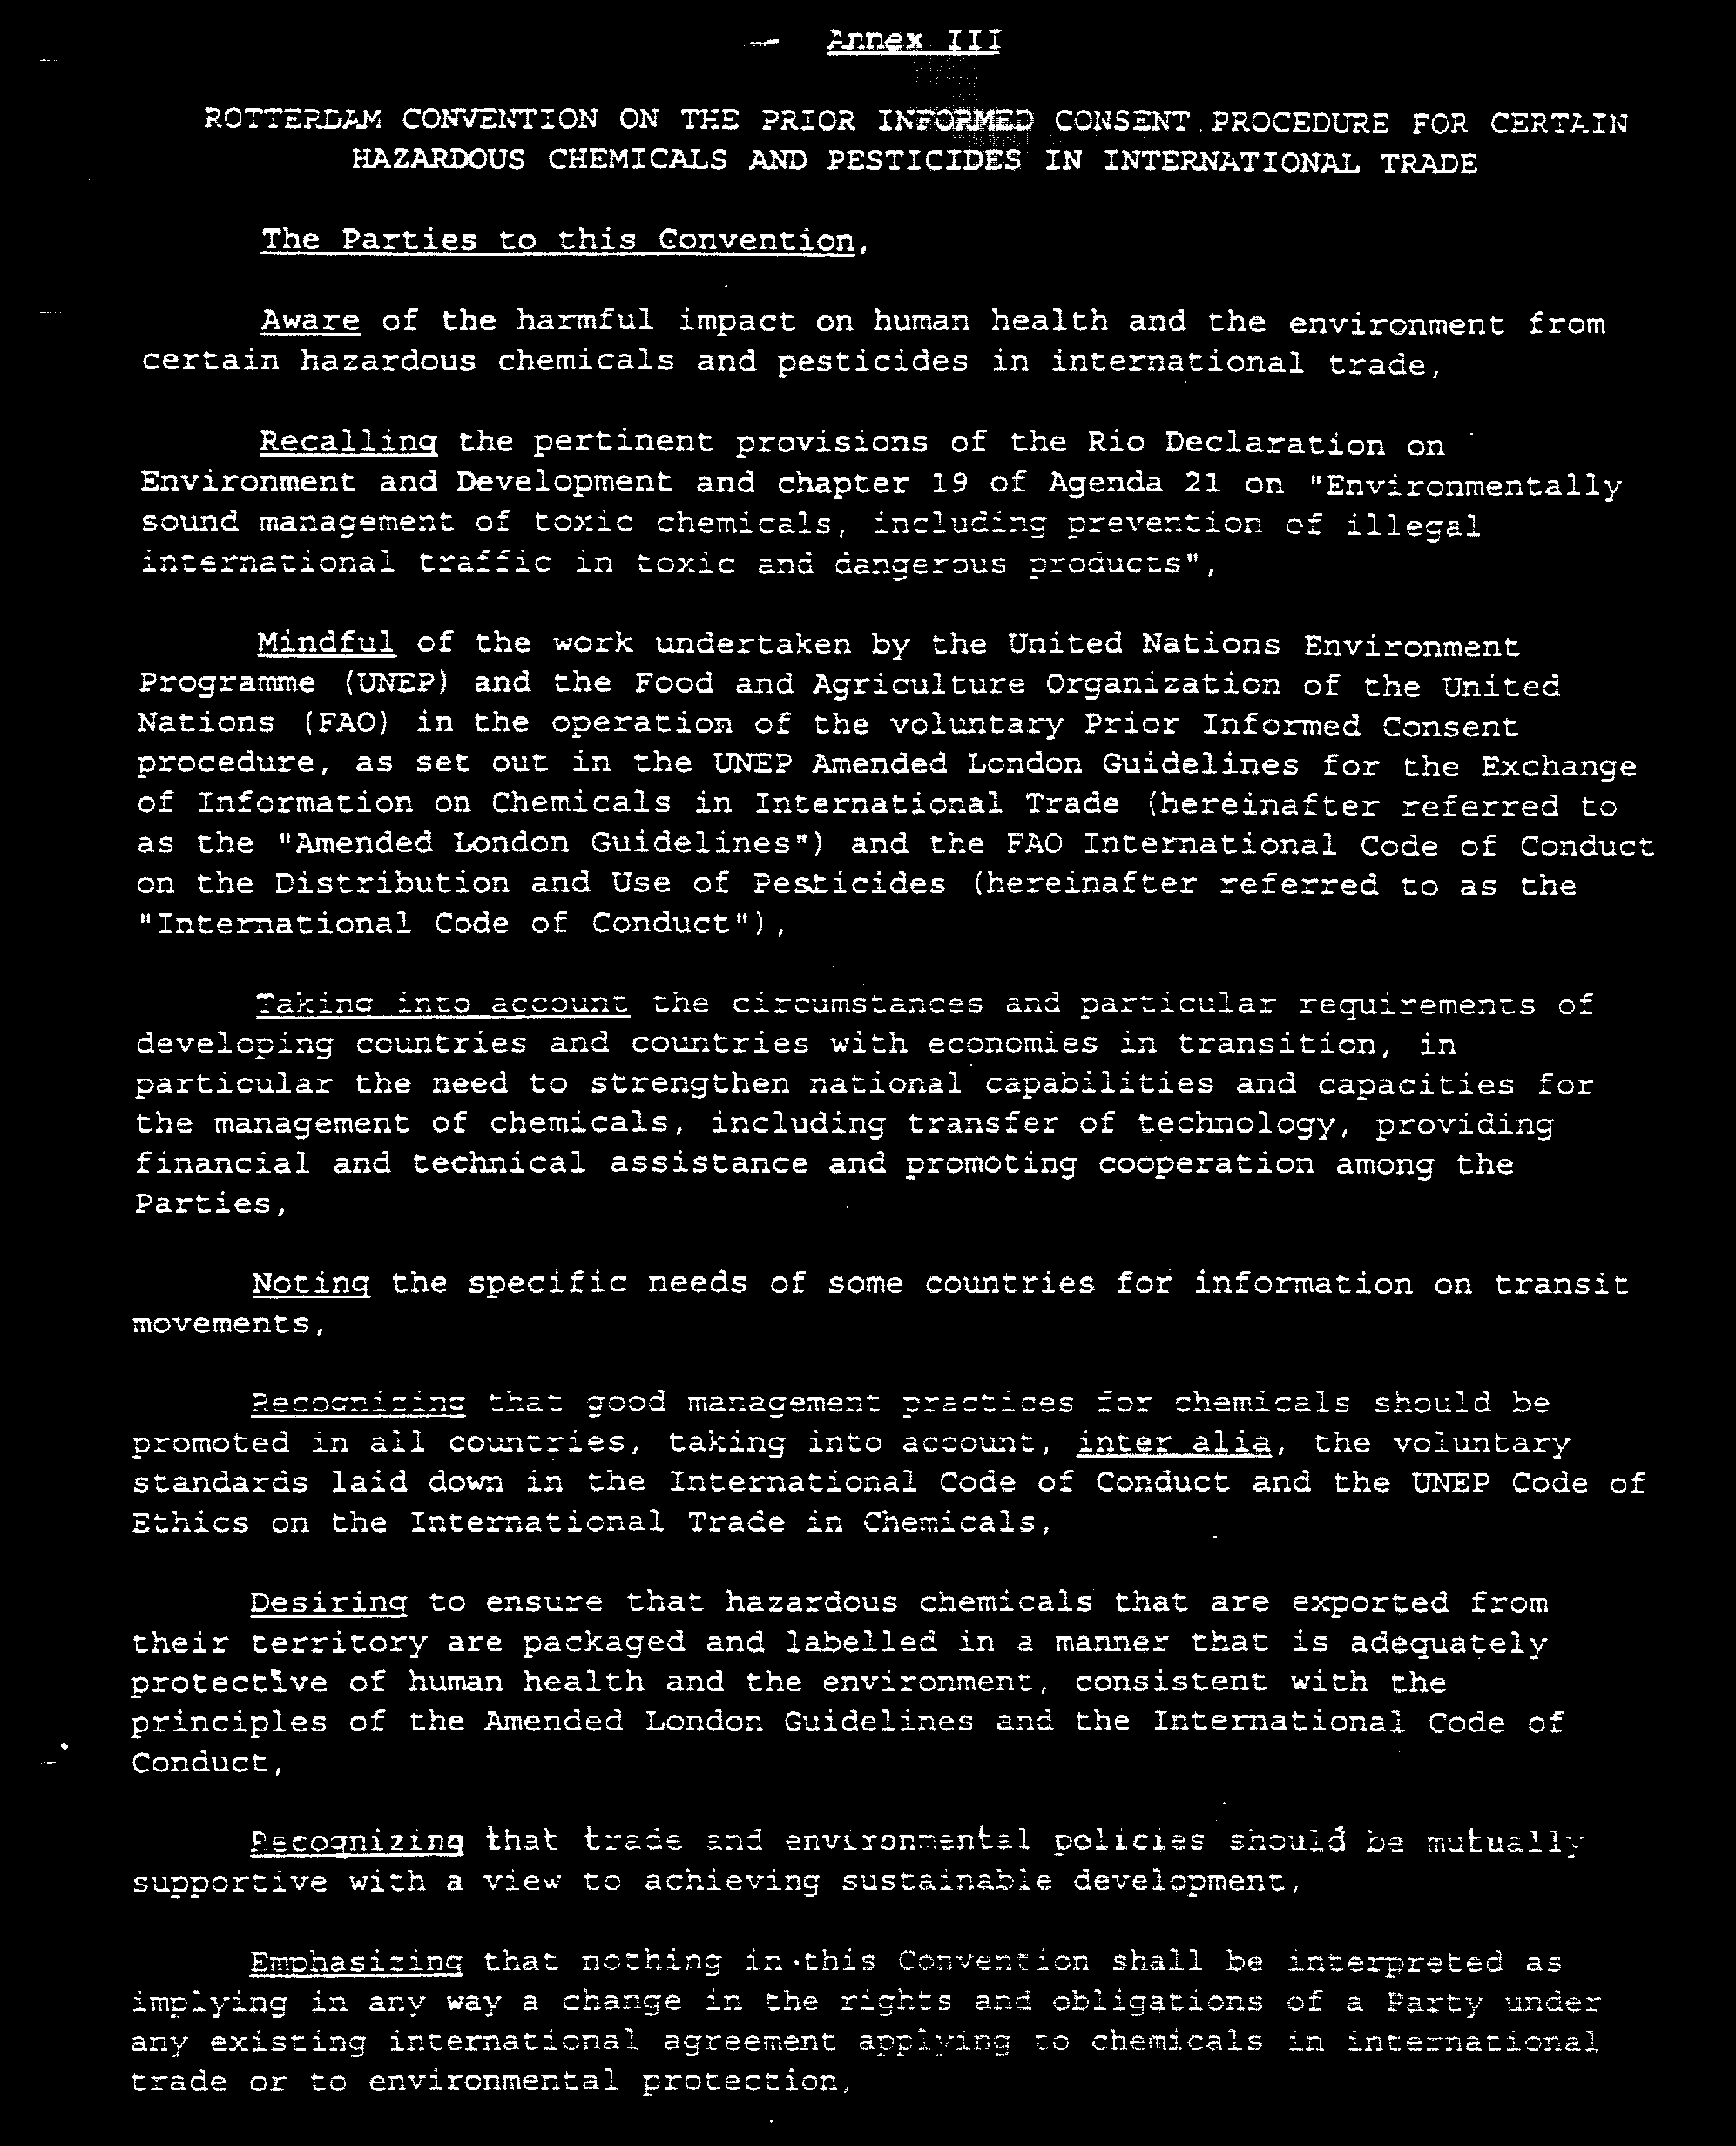 Annex III
ROTTERDAM CONVENTION ON THE PRIOR INFORMED CONSENT PROCEDURE FOR CERTAIN
HAZARDOUS CHEMICALS AND PESTICIDES IN INTERNATIONAL TRADE
The Parties to this Convention,
Aware of the harmful impact on human health and the environment from
certain hazardous chemicals and pesticides in international trade,
Recalling the pertinent provisions of the Rio Declaration on
Environment and Development and chapter 19 of Agenda 21 on "Environmentally
sound management of toxic chemicals, including prevention of illegal
international traffic in toxic and dangerous products",
Mindful of the work undertaken by the United Nations Environment
Programme (UNEP) and the Food and Agriculture Organization of the United
Nations (FAO) in the operation of the voluntary Prior Informed Consent
procedure, as set out in the UNEP Amended London Guidelines for the Exchange
of Information on Chemicals in International Trade (hereinafter referred to
as the "Amended London Guidelines") and the FAO International Code of Conduct
on the Distribution and Use of Pesticides (hereinafter referred to as the
"International Code of Conduct"),
Taking into account the circumstances and particular requirements of
developing countries and countries with economies in transition, in
particular the need to strengthen national capabilities and capacities for
the management of chemicals, including transfer of technology, providing
financial and technical assistance and promoting cooperation among the
Parties,
Noting the specific needs of some countries for information on transit
movements,
Recognizing that good management practices for chemicals should be
promoted in all countries, taking into account, inter alia, the voluntary
standards laid down in the International Code of Conduct and the UNEP Code of
Ethics on the International Trade in Chemicals,
Desiring to ensure that hazardous chemicals that are exported from
their territory are packaged and labelled in a manner that is adequately
protective of human health and the environment, consistent with the
principles of the Amended London Guidelines and the International Code of
Conduct,
Recognizing that trade and environmental policies should be mutually
supportive with a view to achieving sustainable development,
Emphasizing that nothing in this Convention shall be interpreted as
implying in any way a change in the rights and obligations of a Party under
any existing international agreement applying to chemicals in international
trade or to environmental protection,